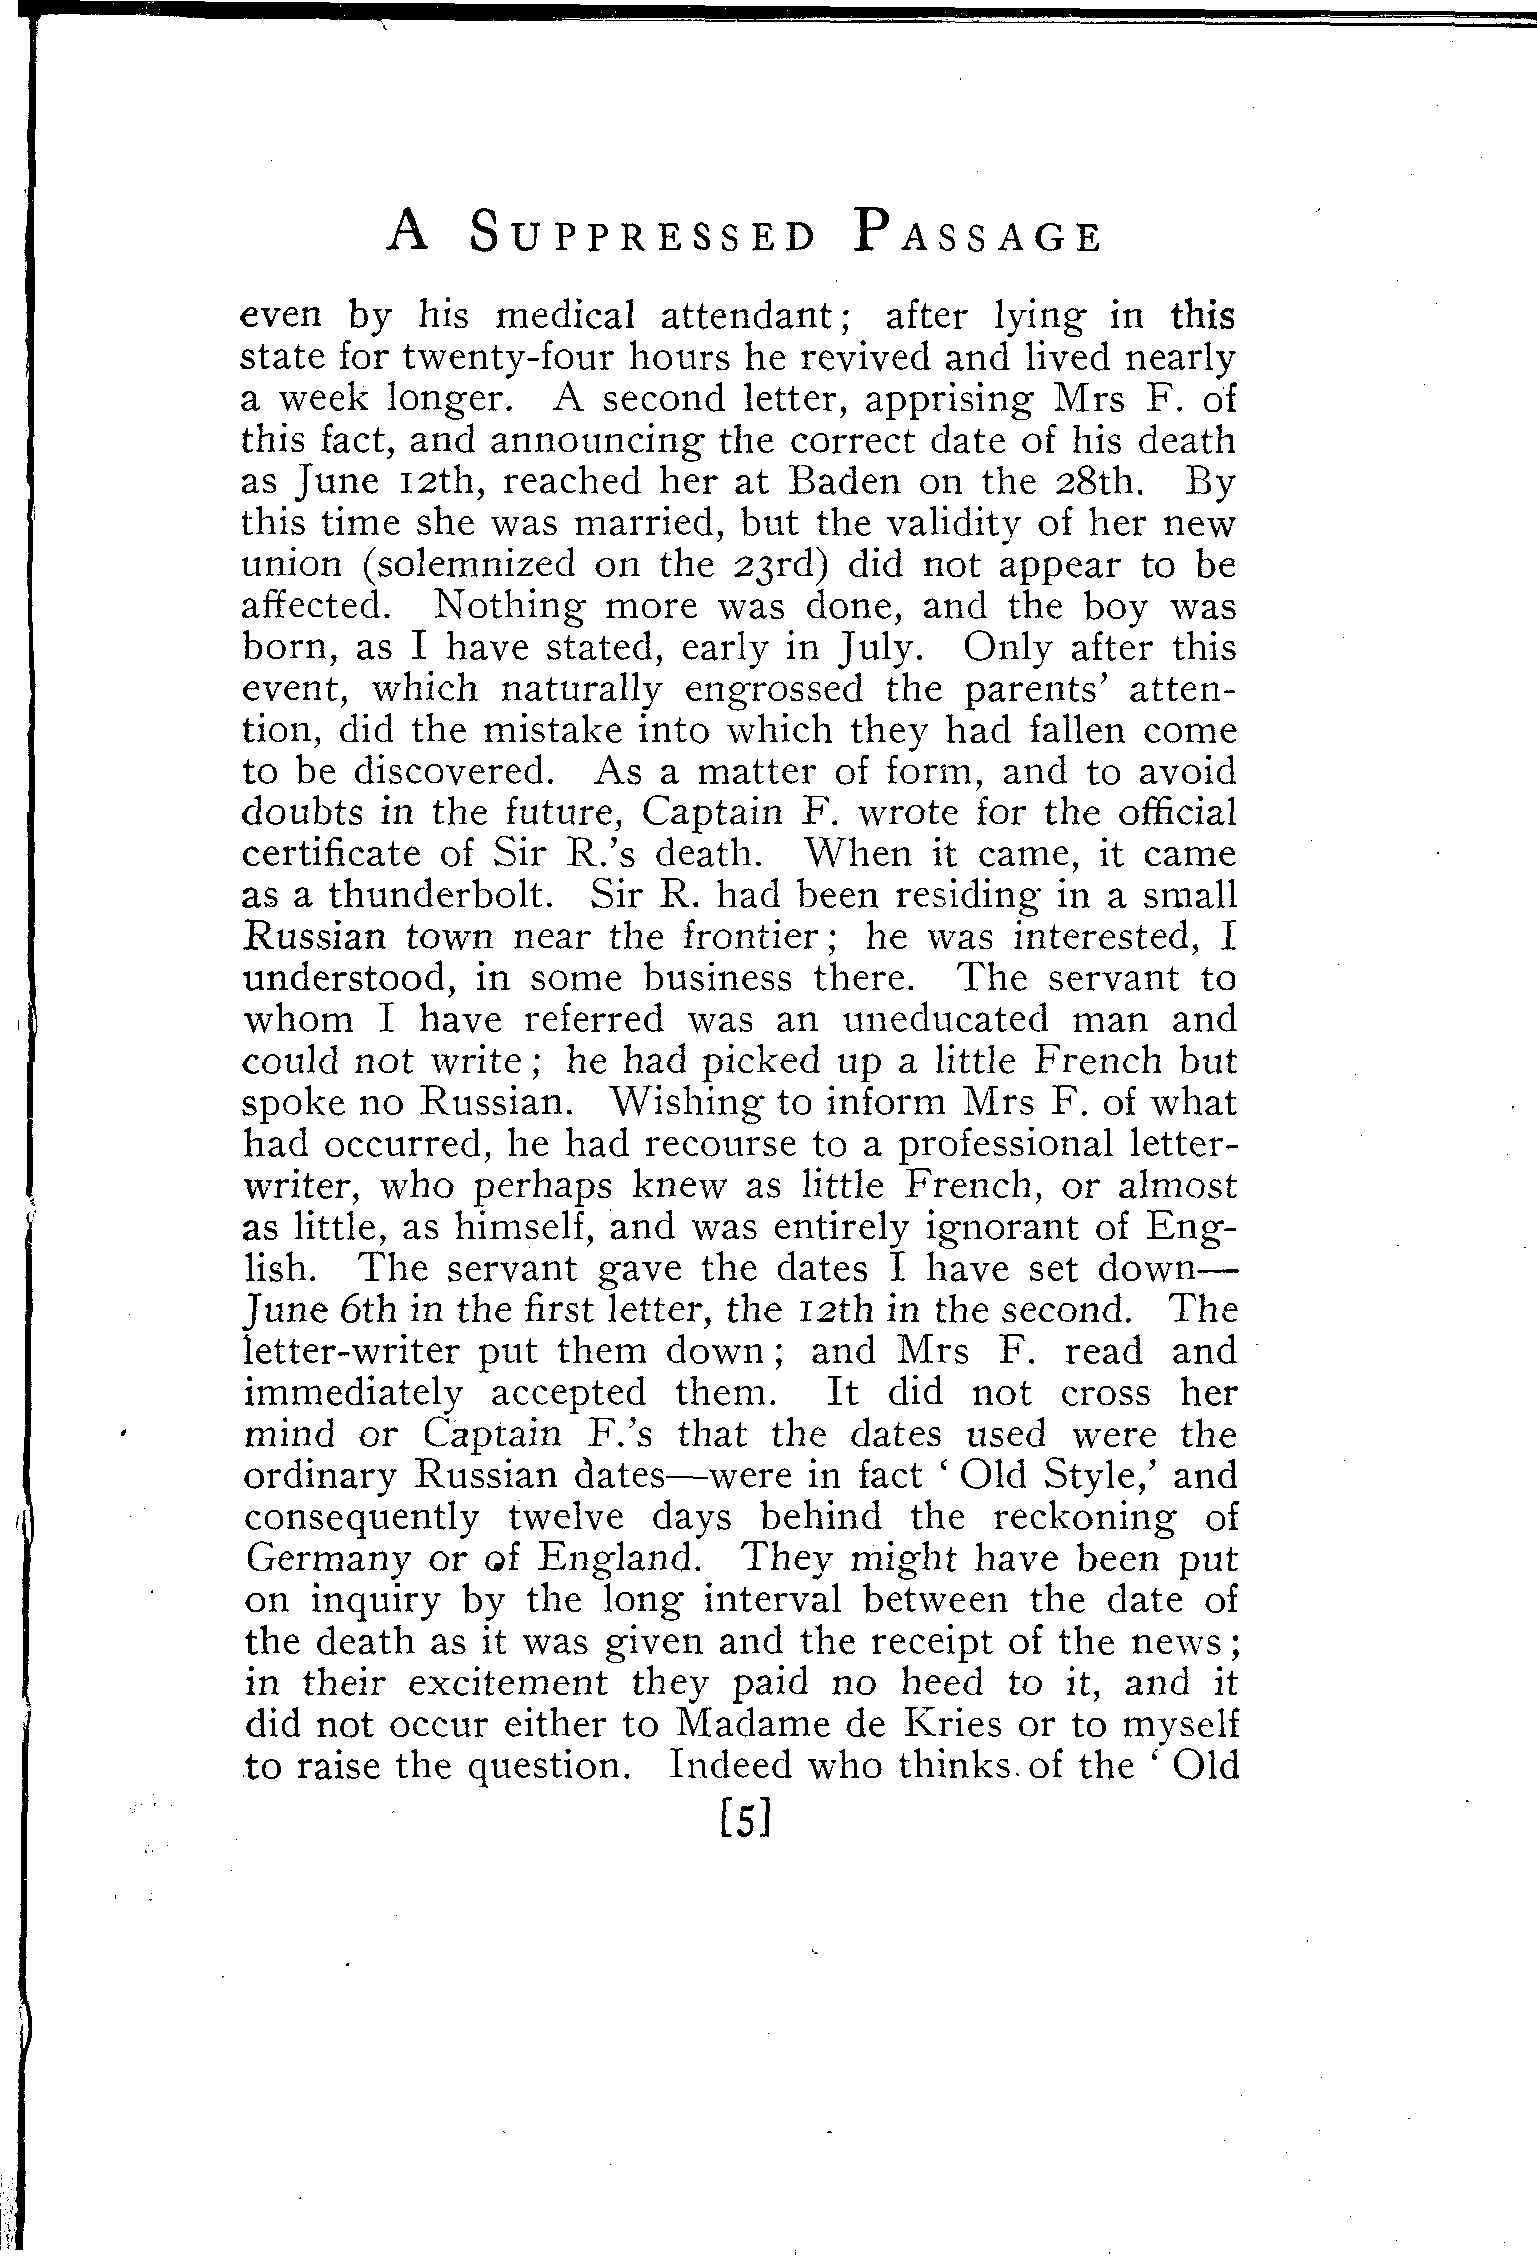 A SUPPRESSED PASSAGE
even by his medical attendant; after lying in this
state for twenty-four hours he revived and lived nearly
a week longer. A second letter, apprising Mrs F. of
this fact, and announcing the correct date of his death
as June 12th, reached her at Baden on the 28th. By
this time she was married, but the validity of her new
union (solemnized on the 23rd) did not appear to be
affected. Nothing more was done, and the boy was
born, as I have stated, early in July. Only after this
event, which naturally engrossed the parents' atten-
tion, did the mistake into which they had fallen come
to be discovered. As a matter of form, and to avoid
doubts in the future, Captain F. wrote for the official
certificate of Sir R.'s death. When it came, it came
as a thunderbolt. Sir R. had been residing in a small
Russian town near the frontier; he was interested, I
understood, in some business there. The servant to
whom I have referred was an uneducated man and
could not write; he had picked up a little French but
spoke no Russian. Wishing to inform Mrs F. of what
had occurred, he had recourse to a professional letter-
writer, who perhaps knew as little French, or almost
as little, as himself, and was entirely ignorant of Eng-
lish. The servant gave the dates I have set down—
June 6th in the first letter, the 12th in the second. The
letter-writer put them down; and Mrs F. read and
immediately accepted them. It did not cross her
mind or Captain F.'s that the dates used were the
ordinary Russian dates—were in fact ‘Old Style,’ and
consequently twelve days behind the reckoning of
Germany or of England. They might have been put
on inquiry by the long interval between the date of
the death as it was given and the receipt of the news;
in their excitement they paid no heed to it, and it
did not occur either to Madame de Kries or to myself
to raise the question. Indeed who thinks of the ‘Old
[5]